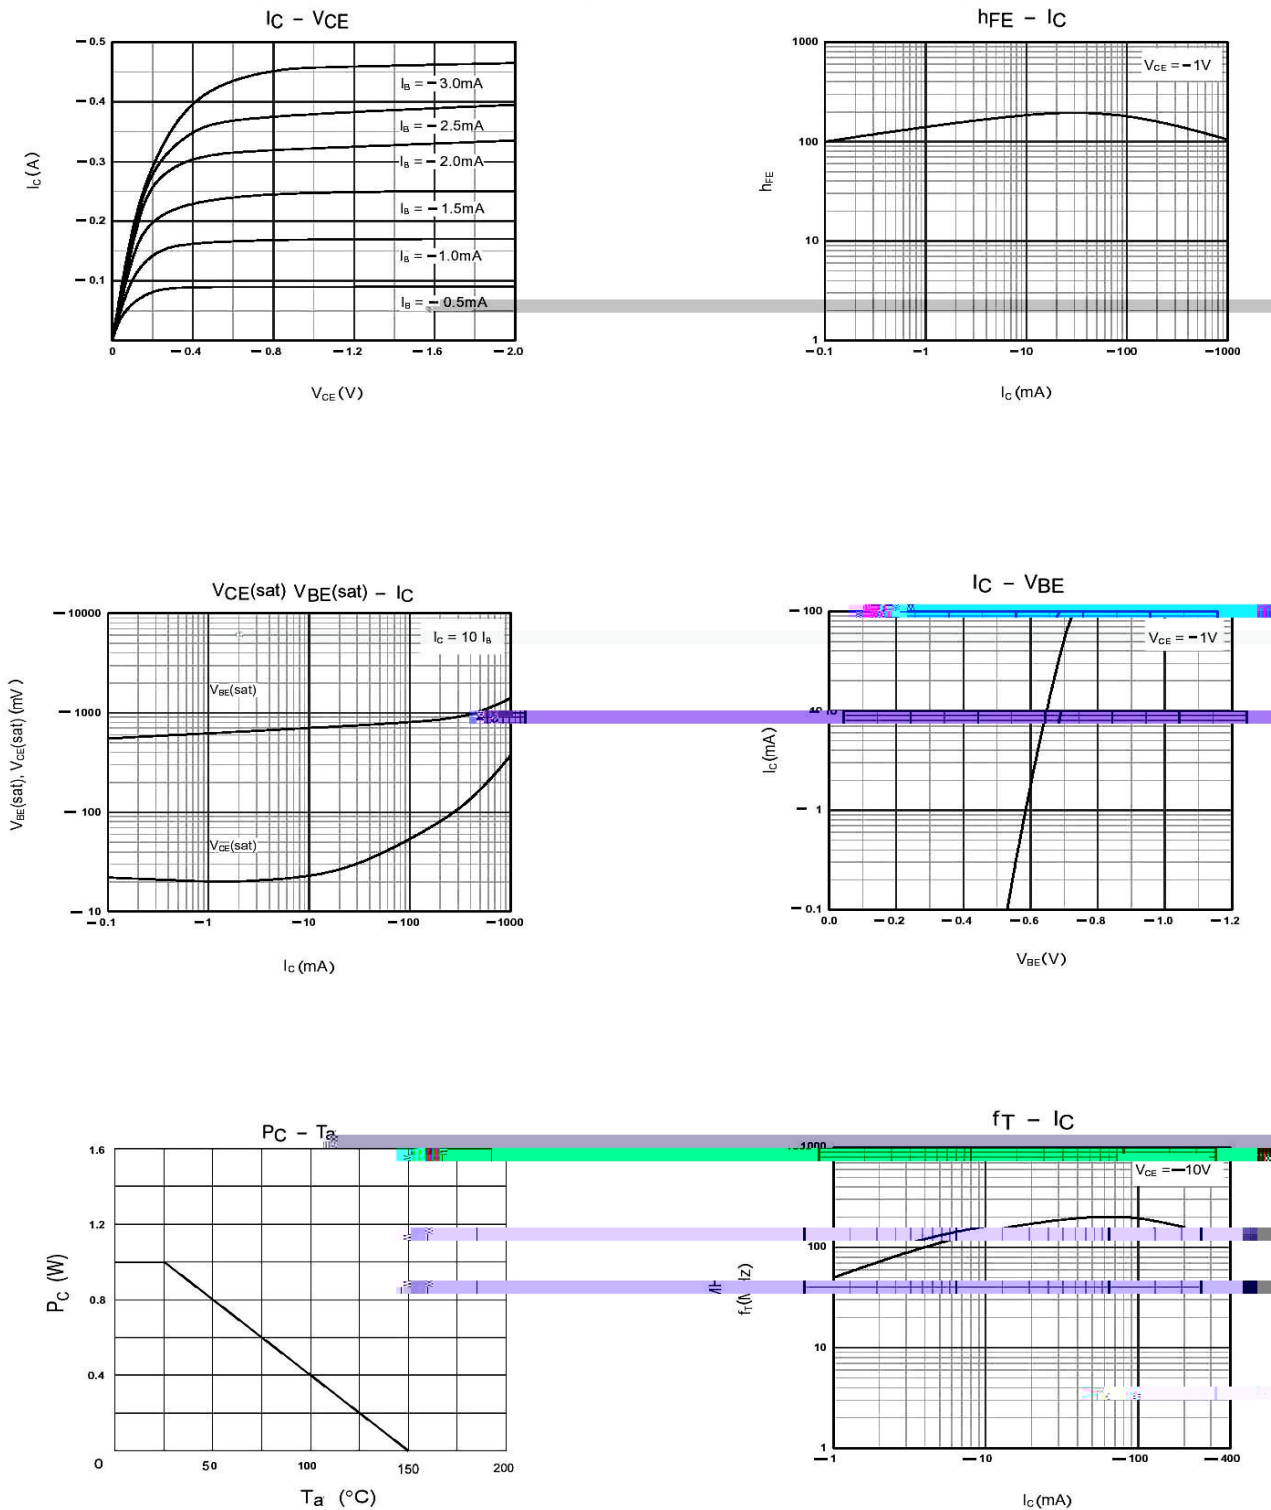 IC – VCE
– 0.5
– 0.4
– 0.3
– 0.2
– 0.1
IC (A)
IB = – 3.0mA
IB = – 2.5mA
IB = – 2.0mA
IB = – 1.5mA
IB = – 1.0mA
IB = – 0.5mA
0 – 0.4 – 0.8 – 1.2 – 1.6 – 2.0
VCE (V)
hFE – IC
1000
100
10
1
hFE
VCE = –1V
–0.1 –1 –10 –100 –1000
IC (mA)
VCE(sat) VBE(sat) – IC
– 10000
– 1000
– 100
– 10
VBE(sat), VCE(sat) (mV)
IC = 10 IB
VBE(sat)
VCE(sat)
–0.1 –1 –10 –100 –1000
IC (mA)
IC – VBE
– 100
– 1
– 0.1
IC (mA)
VCE = –1V
0.0 –0.2 –0.4 –0.6 –0.8 –1.0 –1.2
VBE (V)
PC – Ta
1.6
1.2
0.8
0.4
PC (W)
0 50 100 150 200
Ta (°C)
fT – IC
1000
100
10
1
VCE = –10V
–1 –10 –100 –400
IC (mA)